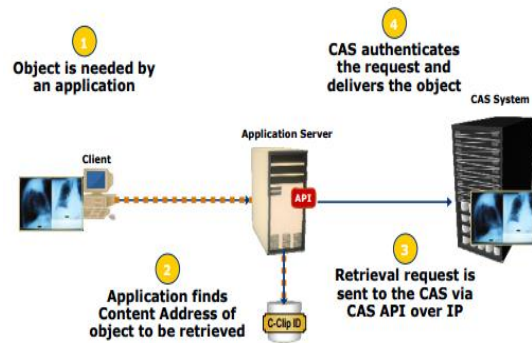 1
Object is needed by
an application
4
CAS authenticates
the request and
delivers the object
CAS System
Application Server
Client
API
2
Application finds
Content Address of
object to be retrieved
3
Retrieval request is
sent to the CAS via
CAS API over IP
C-Clip ID